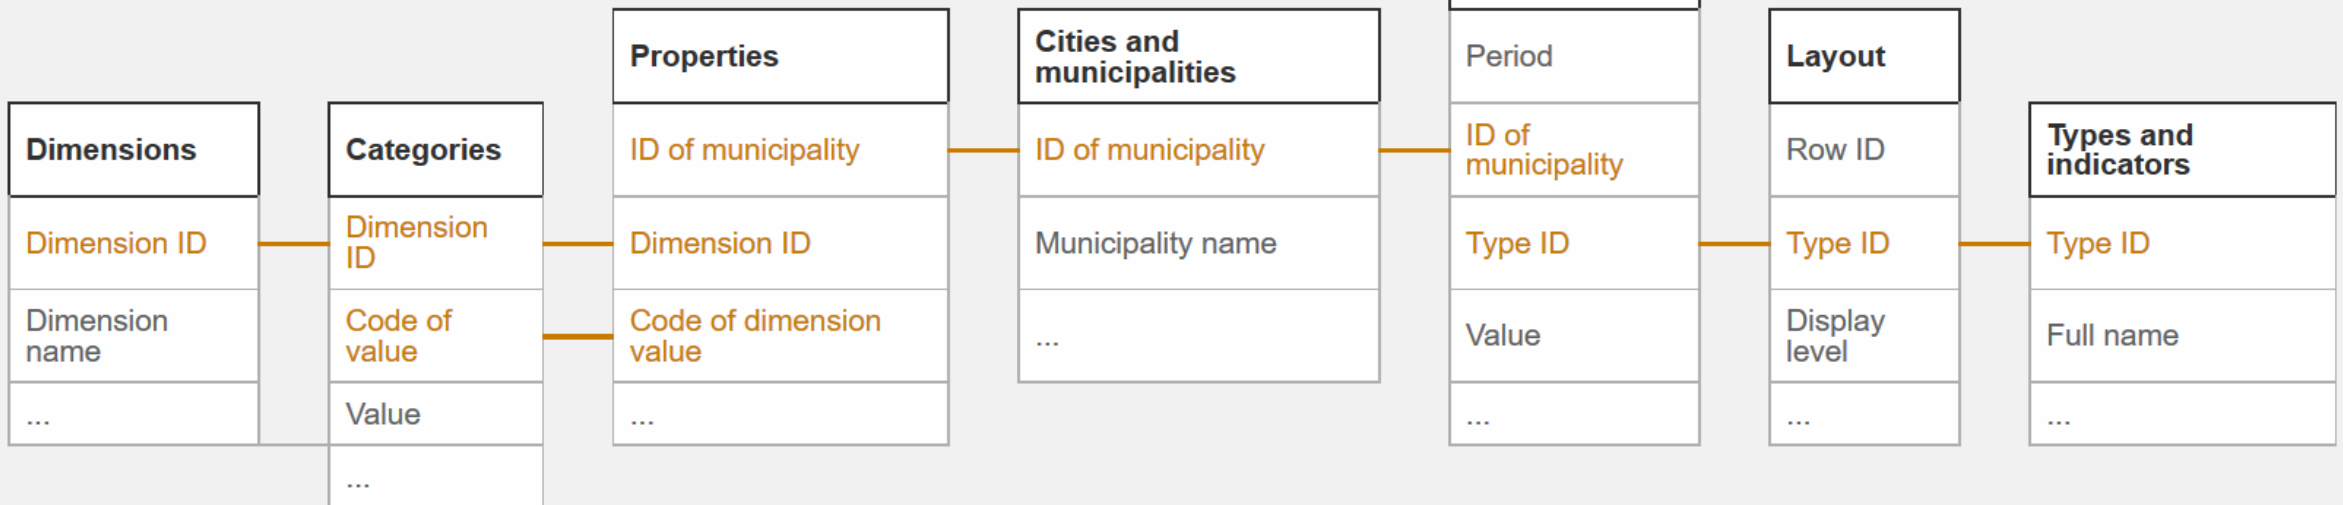 Dimensions
Dimension ID
Dimension
name
...
Categories
Dimension
ID
Code of
value
Value
...
Properties
ID of municipality
Dimension ID
Code of dimension
value
...
Cities and
municipalities
ID of municipality
Municipality name
...
Period
ID of
municipality
Type ID
Value
...
Layout
Row ID
Type ID
Display
level
...
Types and
indicators
Type ID
Full name
...